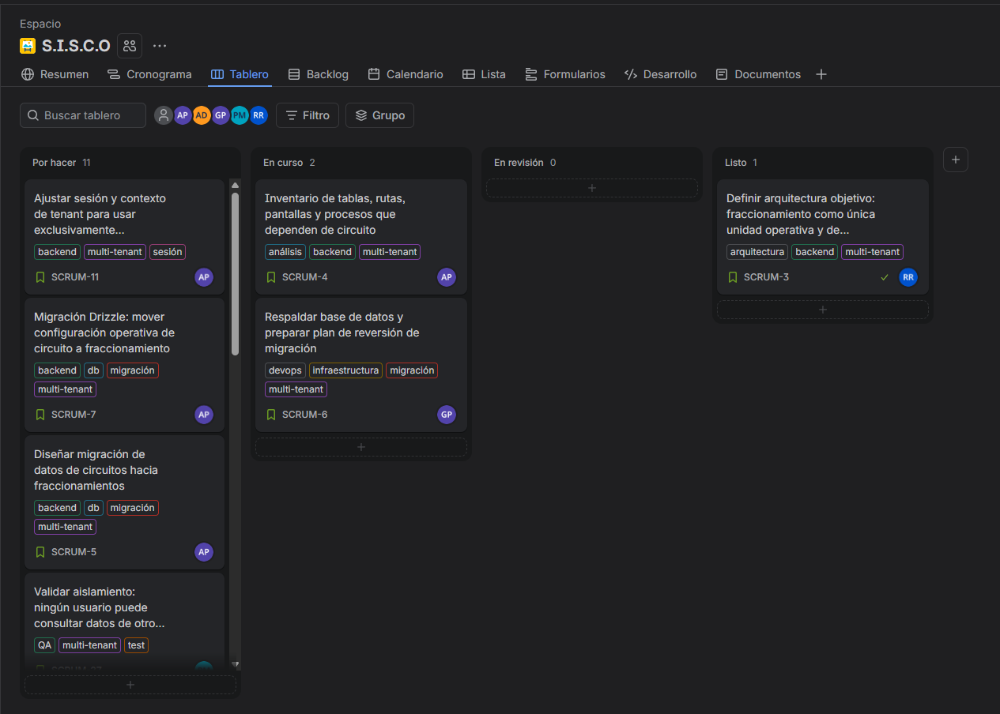 Espacio
S.I.S.C.O
Resumen
Cronograma
Tablero
Backlog
Calendario
Lista
Formularios
Desarrollo
Documentos
Buscar tablero
AP
AD
GP
PM
RR
Filtro
Grupo
Por hacer 11
Ajustar sesión y contexto
de tenant para usar
exclusivamente...
backend multi-tenant sesión
SCRUM-11
AP
Migración Drizzle: mover
configuración operativa de
circuito a fraccionamiento
backend db migración
multi-tenant
SCRUM-7
AP
Diseñar migración de
datos de circuitos hacia
fraccionamientos
backend db migración
multi-tenant
SCRUM-5
AP
Validar aislamiento:
ningún usuario puede
consultar datos de otro...
QA multi-tenant test
En curso 2
Inventario de tablas, rutas,
pantallas y procesos que
dependen de circuito
análisis backend multi-tenant
SCRUM-4
AP
Respaldar base de datos y
preparar plan de reversión de
migración
devops infraestructura migración
multi-tenant
SCRUM-6
GP
En revisión 0
Listo 1
Definir arquitectura objetivo:
fraccionamiento como única
unidad operativa y de...
arquitectura backend multi-tenant
SCRUM-3
RR